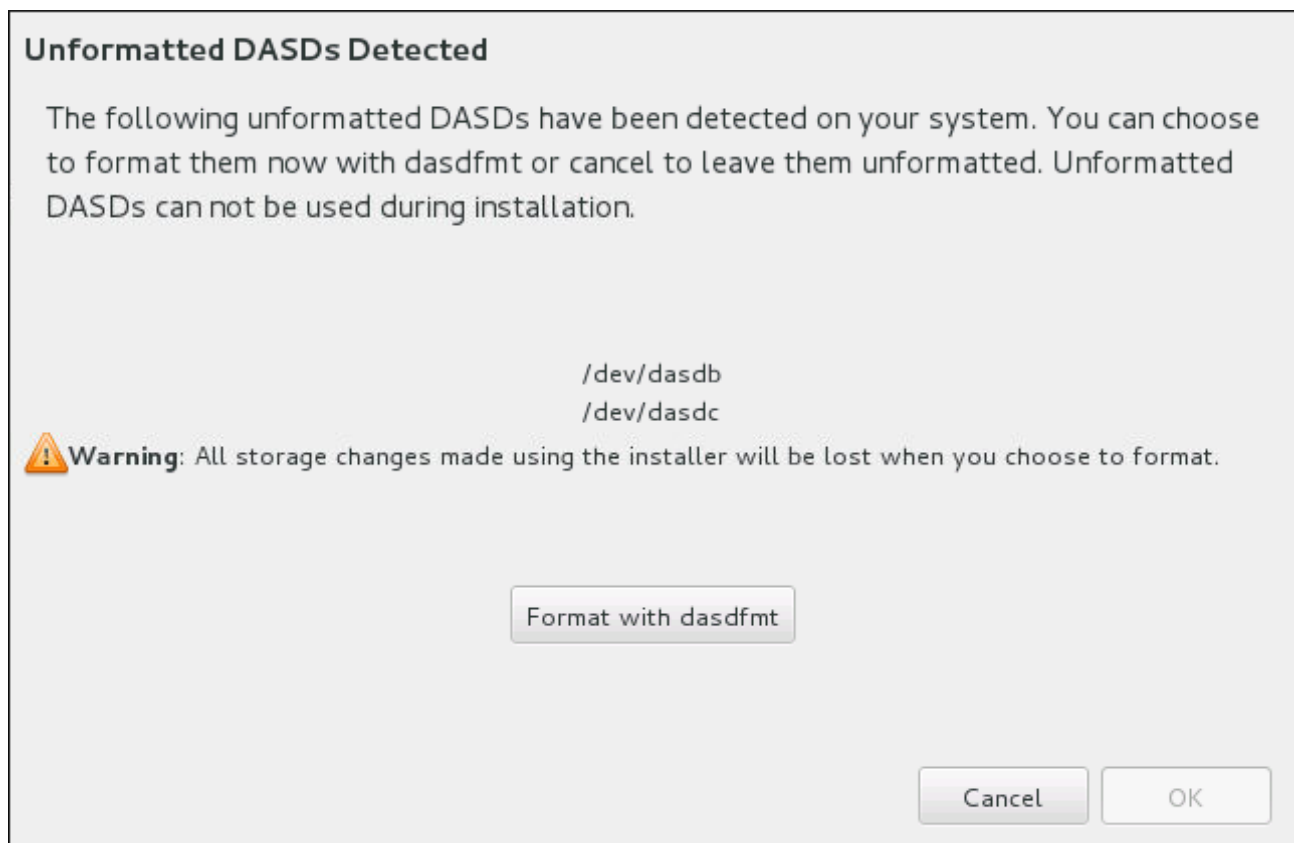 Unformatted DASDs Detected
The following unformatted DASDs have been detected on your system. You can choose
to format them now with dasdfmt or cancel to leave them unformatted. Unformatted
DASDs can not be used during installation.
/dev/dasdb
/dev/dasdc
Warning: All storage changes made using the installer will be lost when you choose to format.
Format with dasdfmt
Cancel OK